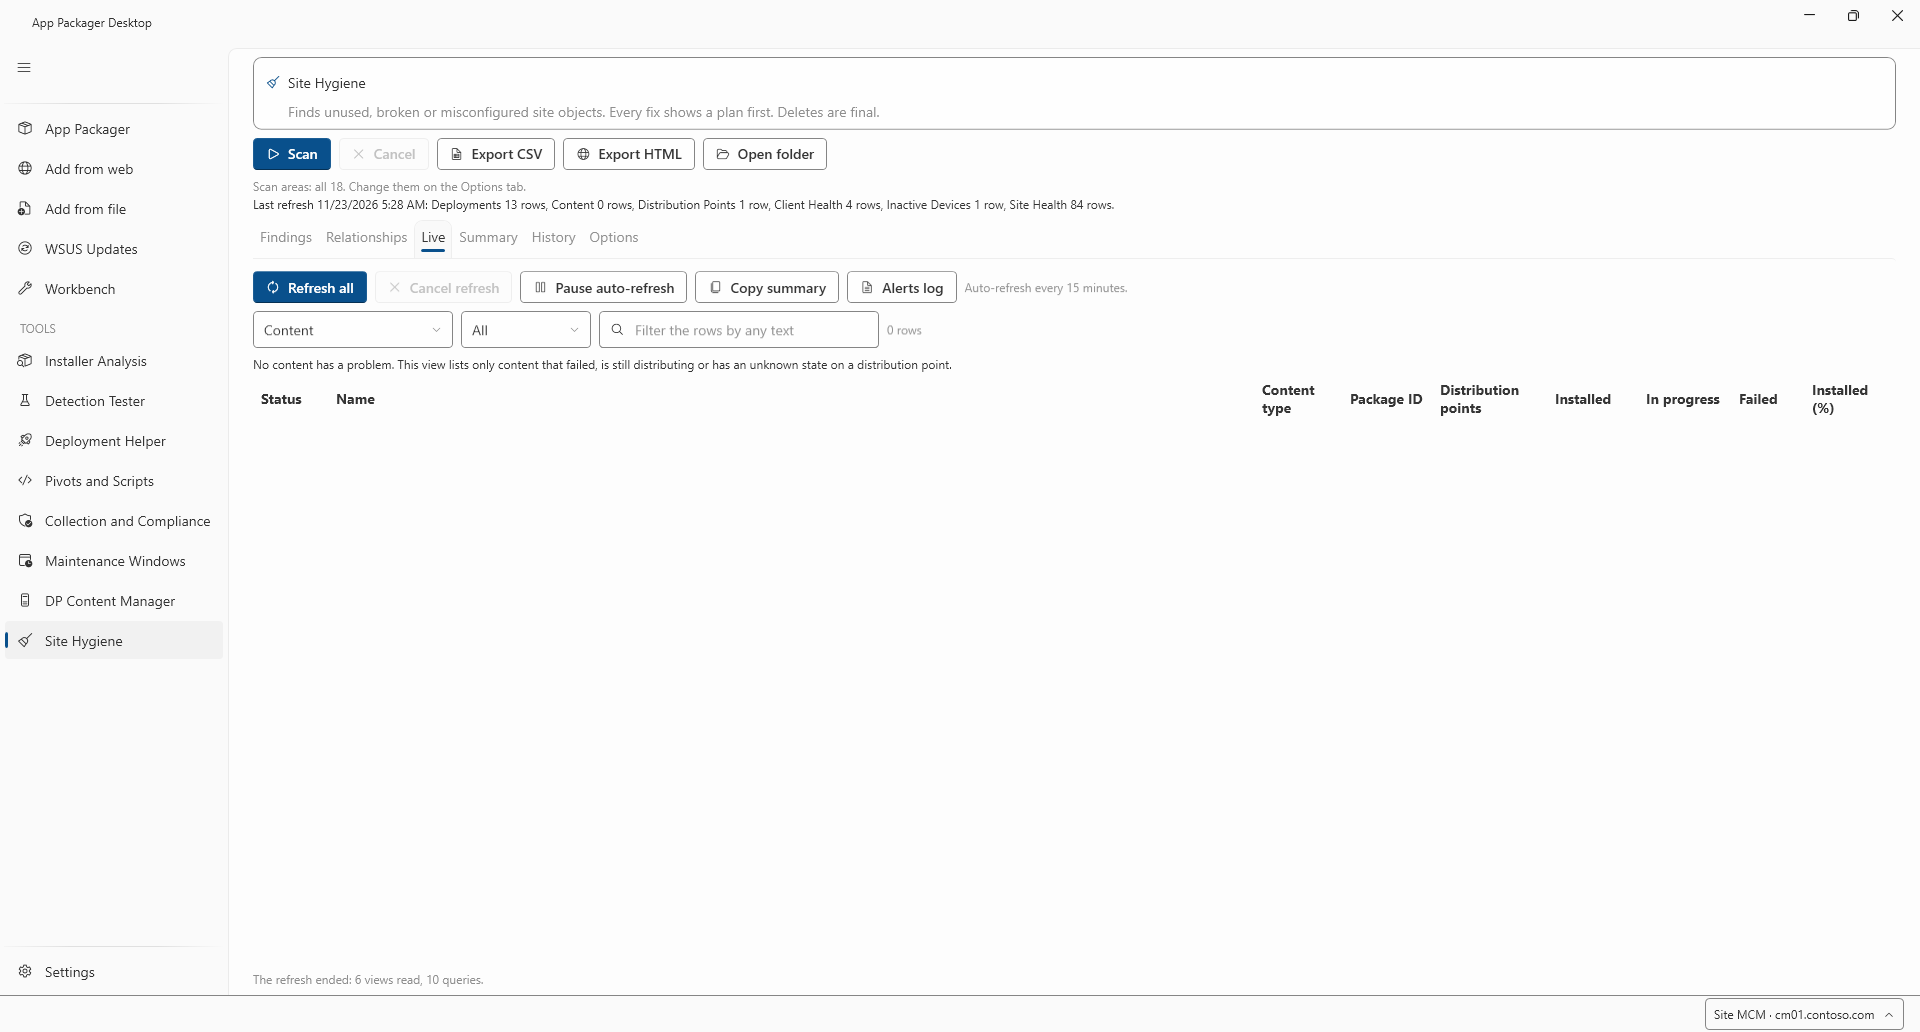 App Packager Desktop
App Packager
Add from web
Add from file
WSUS Updates
Workbench
TOOLS
Installer Analysis
Detection Tester
Deployment Helper
Pivots and Scripts
Collection and Compliance
Maintenance Windows
DP Content Manager
Site Hygiene
Settings
Site Hygiene
Finds unused, broken or misconfigured site objects. Every fix shows a plan first. Deletes are final.
Scan Cancel Export CSV Export HTML Open folder
Scan areas: all 18. Change them on the Options tab.
Last refresh 11/23/2026 5:28 AM: Deployments 13 rows, Content 0 rows, Distribution Points 1 row, Client Health 4 rows, Inactive Devices 1 row, Site Health 84 rows.
Findings Relationships Live Summary History Options
Refresh all Cancel refresh Pause auto-refresh Copy summary Alerts log Auto-refresh every 15 minutes.
Content All Filter the rows by any text 0 rows
No content has a problem. This view lists only content that failed, is still distributing or has an unknown state on a distribution point.
Status Name Content type Package ID Distribution points Installed In progress Failed Installed (%)
The refresh ended: 6 views read, 10 queries.
Site MCM · cm01.contoso.com